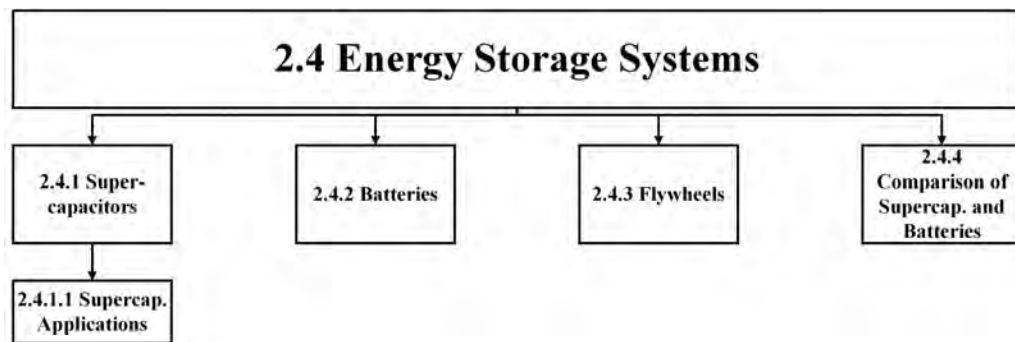 2.4 Energy Storage Systems
2.4.1 Super-
capacitors
2.4.2 Batteries
2.4.3 Flywheels
2.4.4
Comparison of
Supercap. and
Batteries
2.4.1.1 Supercap.
Applications